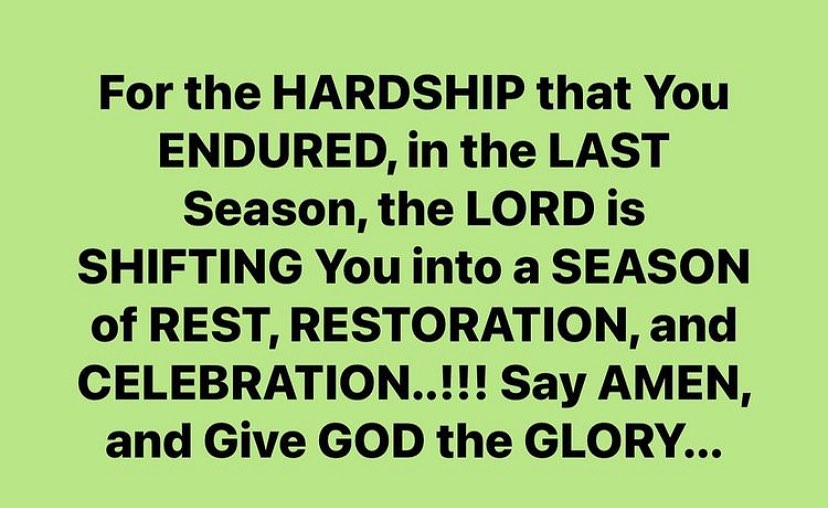 For the HARDSHIP that You
ENDURED, in the LAST
Season, the LORD is
SHIFTING You into a SEASON
of REST, RESTORATION, and
CELEBRATION..!!! Say AMEN,
and Give GOD the GLORY...